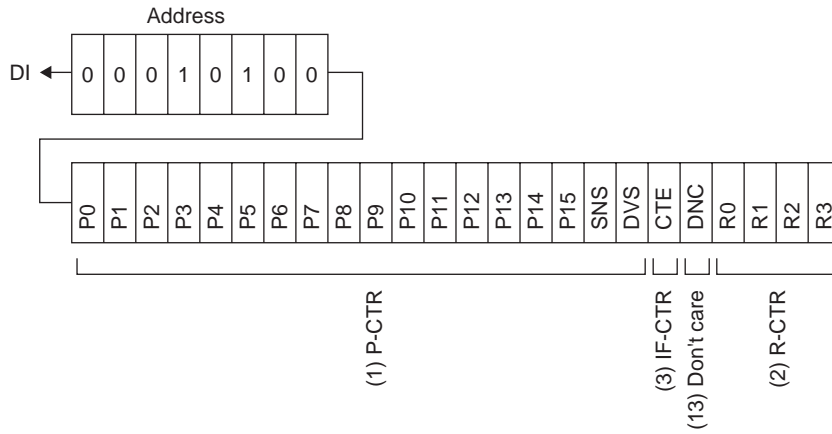 Address
DI 0 0 0 1 0 1 0 0
P0 P1 P2 P3 P4 P5 P6 P7 P8 P9 P10 P11 P12 P13 P14 P15 SNS DVS CTE DNC R0 R1 R2 R3
(1) P-CTR
(3) IF-CTR
(13) Don't care
(2) R-CTR